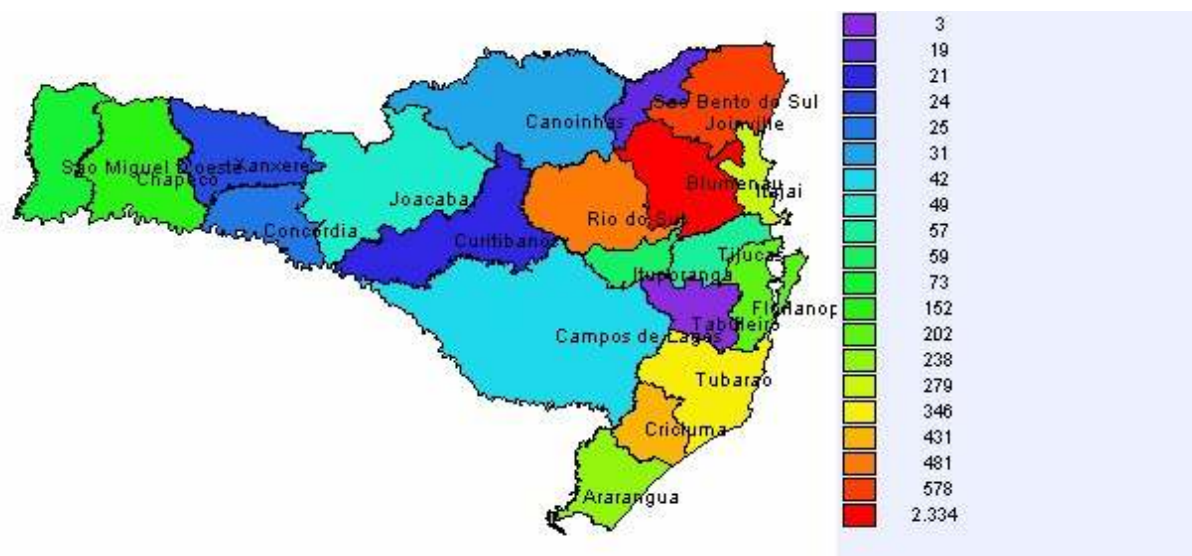 Sao Bento do Sul
Canoinhas
Joinville
Sao Miguel D'oeste
Xanxere
Chapeco
Blumenau
Itajai
Joacaba
Rio do Sul
Concordia
Curitibanos
Tijucas
Ituporanga
Florianop
Tabuleiro
Campos de Lages
Tubarao
Criciuma
Ararangua
3
19
21
24
25
31
42
49
57
59
73
152
202
238
279
346
431
481
578
2.334